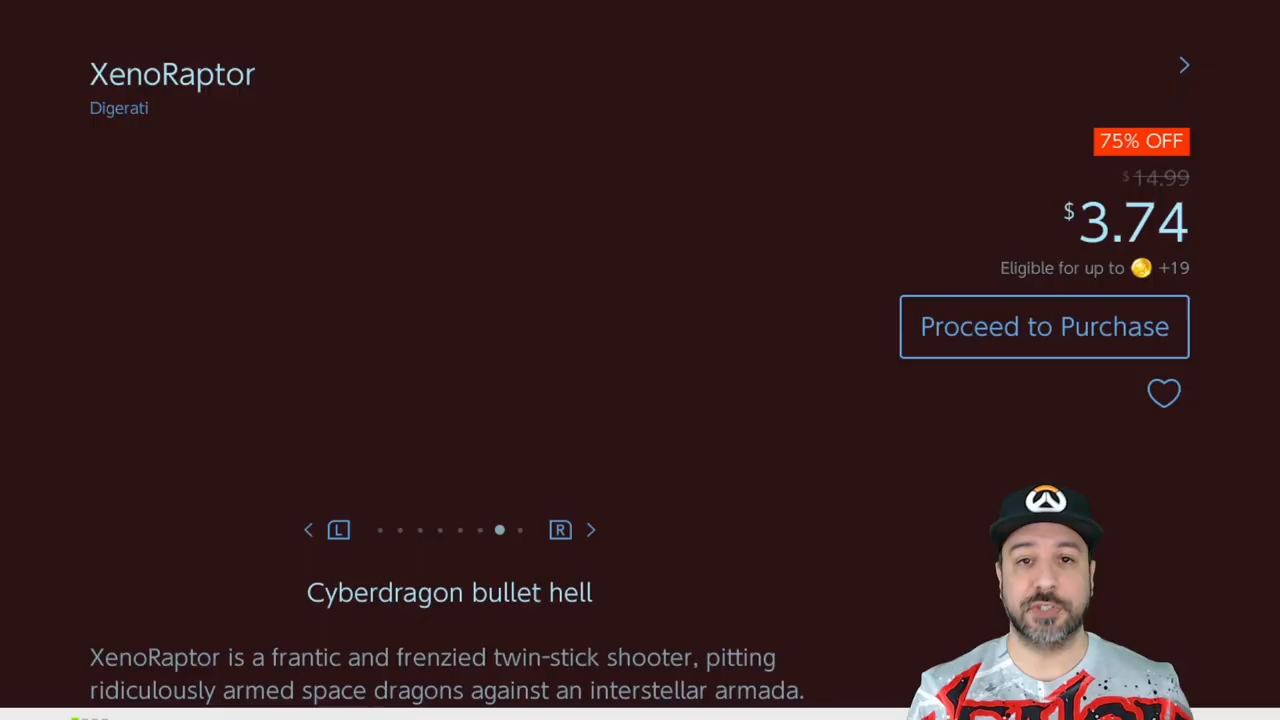 XenoRaptor
Digerati
75% OFF
$14.99
$3.74
Eligible for up to +19
Proceed to Purchase
L
R
Cyberdragon bullet hell
XenoRaptor is a frantic and frenzied twin-stick shooter, pitting
ridiculously armed space dragons against an interstellar armada.